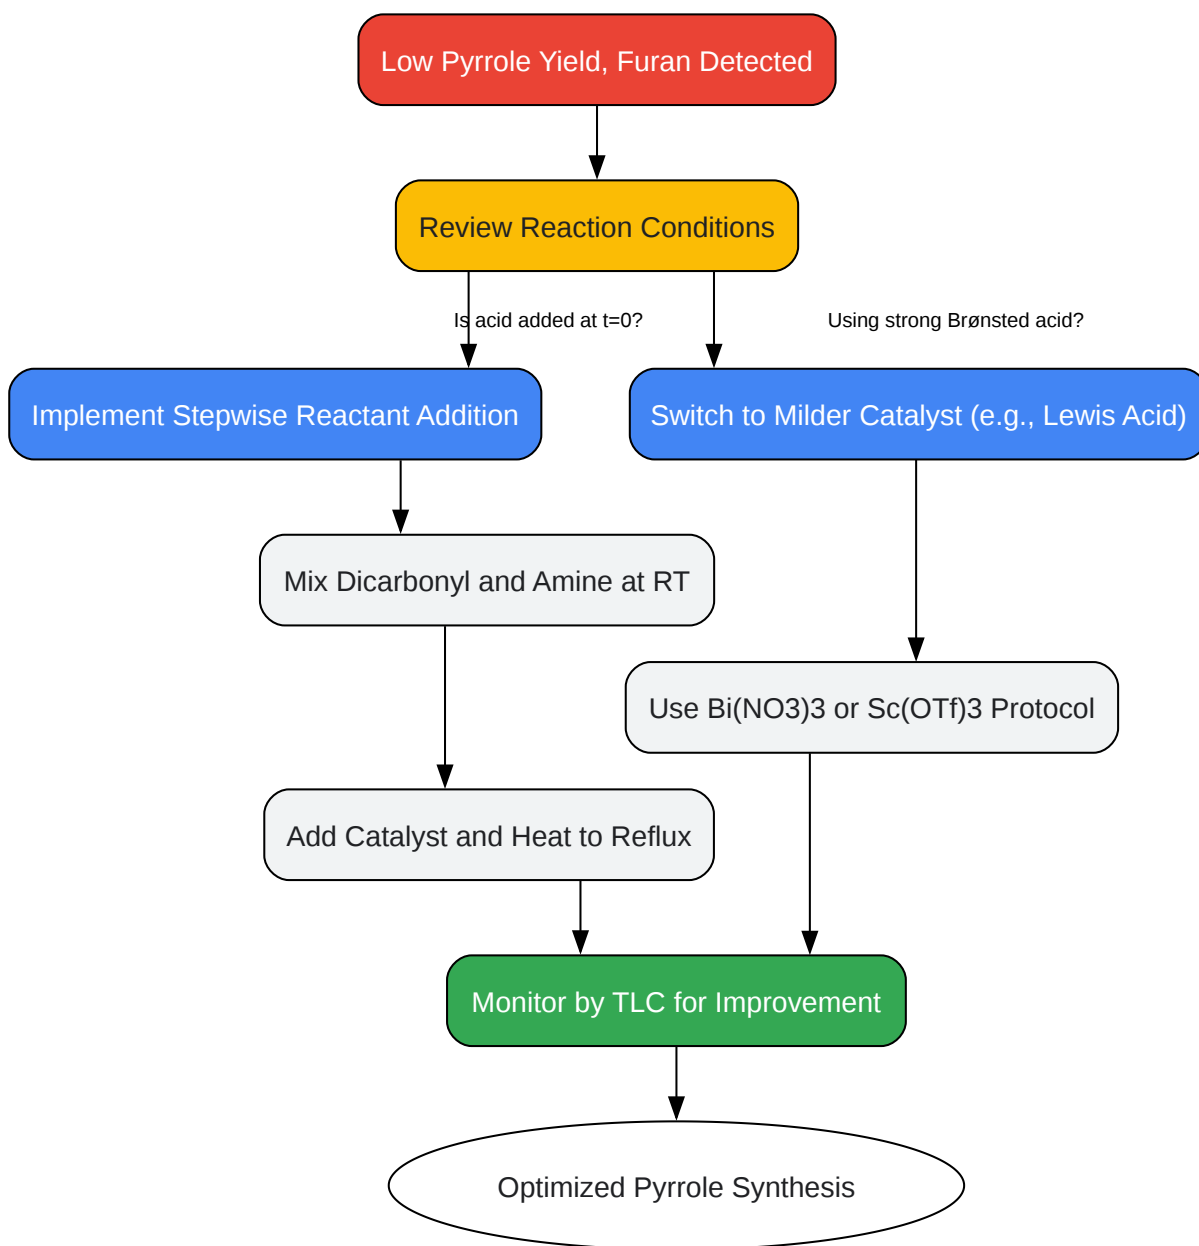 Low Pyrrole Yield, Furan Detected
Review Reaction Conditions
Is acid added at t=0?
Using strong Brønsted acid?
Implement Stepwise Reactant Addition
Switch to Milder Catalyst (e.g., Lewis Acid)
Mix Dicarbonyl and Amine at RT
Use Bi(NO3)3 or Sc(OTf)3 Protocol
Add Catalyst and Heat to Reflux
Monitor by TLC for Improvement
Optimized Pyrrole Synthesis